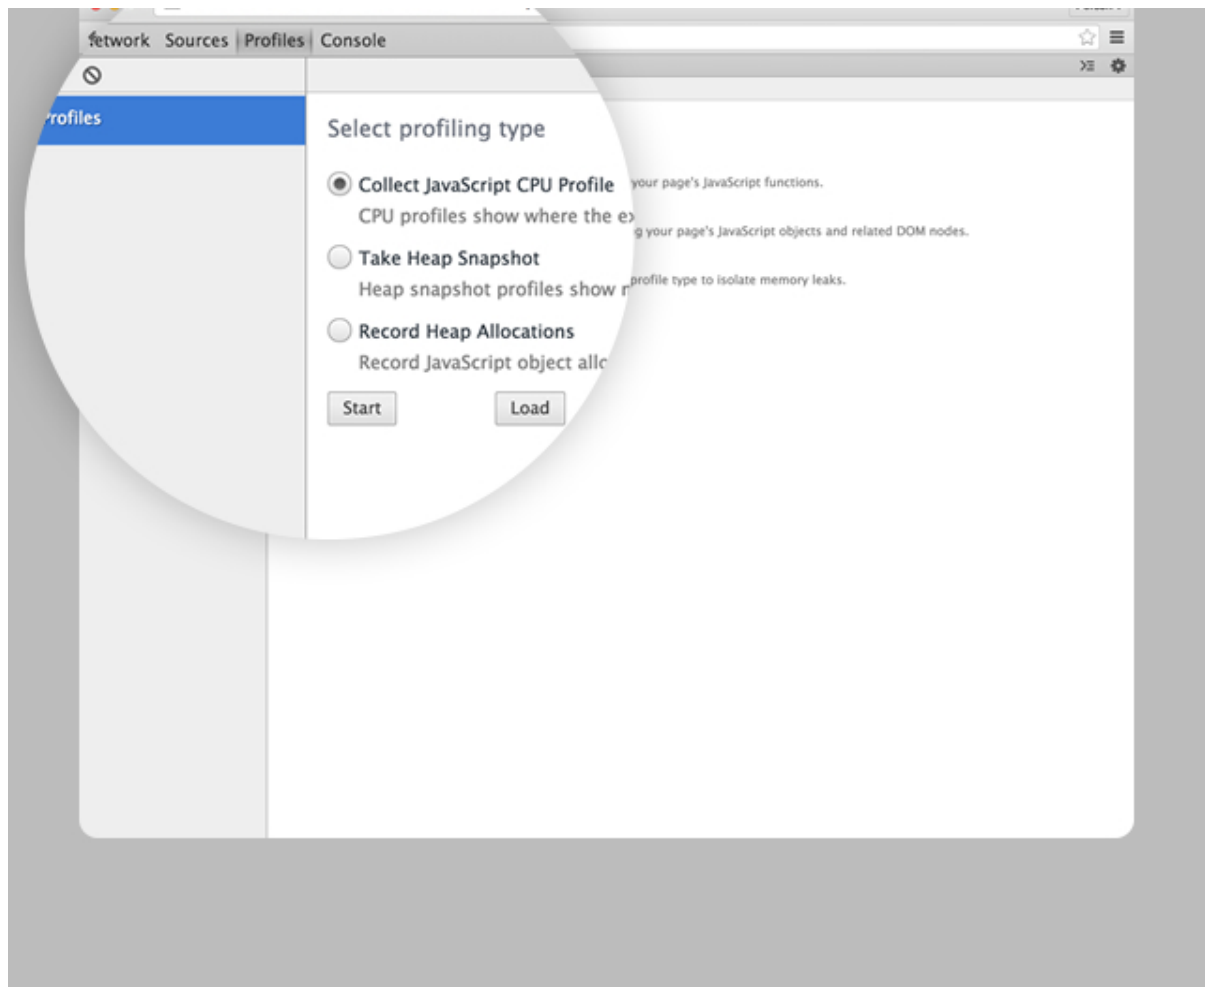 Network Sources Profiles Console
Profiles
Select profiling type
Collect JavaScript CPU Profile
CPU profiles show where the ex
your page's JavaScript functions.
Take Heap Snapshot
g your page's JavaScript objects and related DOM nodes.
Heap snapshot profiles show
profile type to isolate memory leaks.
Record Heap Allocations
Record JavaScript object allo
Start Load